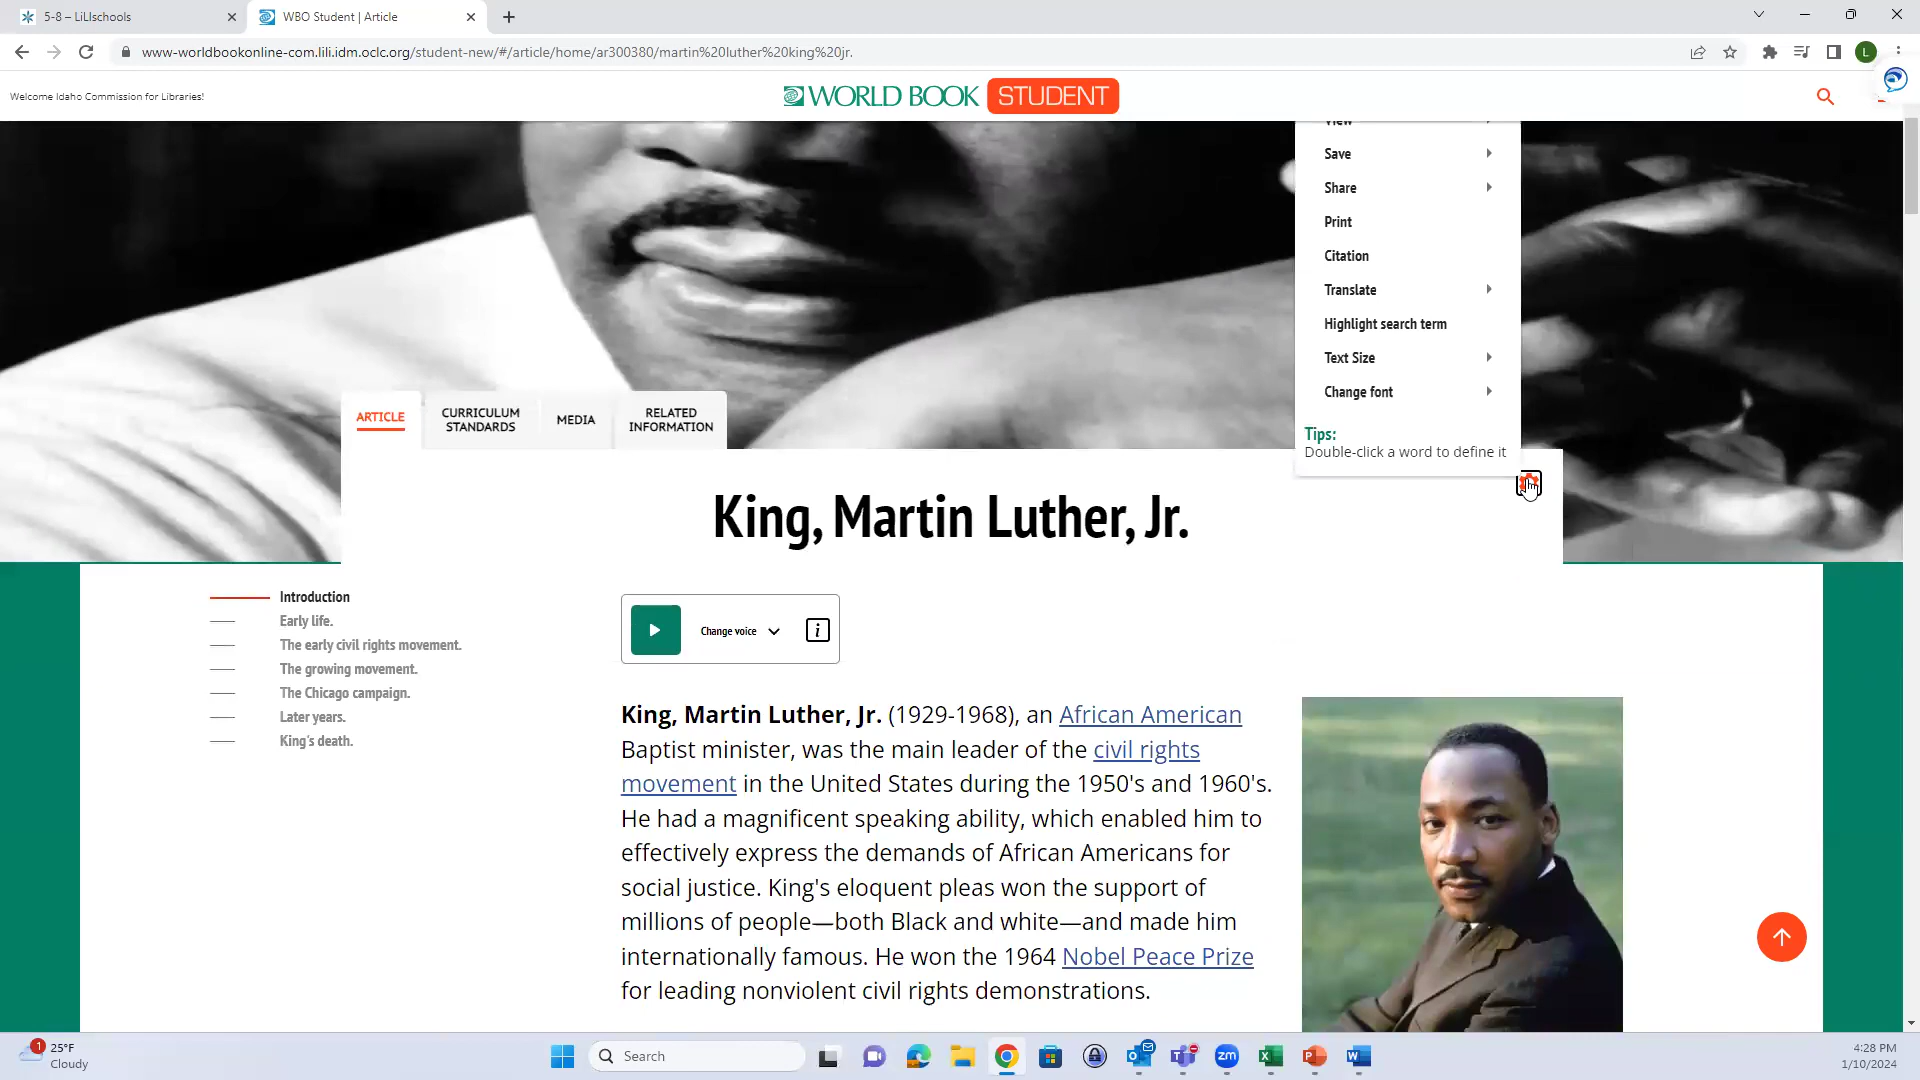 5-8 – LiLIschools
WBO Student | Article
www-worldbookonline-com.lili.idm.oclc.org/student-new/#/article/home/ar300380/martin%20luther%20king%20jr.
L
Welcome Idaho Commission for Libraries!
WORLD BOOK STUDENT
View
Save
Share
Print
Citation
Translate
Highlight search term
Text Size
Change font
Tips:
Double-click a word to define it
ARTICLE
CURRICULUM STANDARDS
MEDIA
RELATED INFORMATION
King, Martin Luther, Jr.
Introduction
Early life.
The early civil rights movement.
The growing movement.
The Chicago campaign.
Later years.
King's death.
Change voice
i
King, Martin Luther, Jr. (1929-1968), an African American
Baptist minister, was the main leader of the civil rights
movement in the United States during the 1950's and 1960's.
He had a magnificent speaking ability, which enabled him to
effectively express the demands of African Americans for
social justice. King's eloquent pleas won the support of
millions of people—both Black and white—and made him
internationally famous. He won the 1964 Nobel Peace Prize
for leading nonviolent civil rights demonstrations.
1
25°F
Cloudy
Search
zm
4:28 PM
1/10/2024